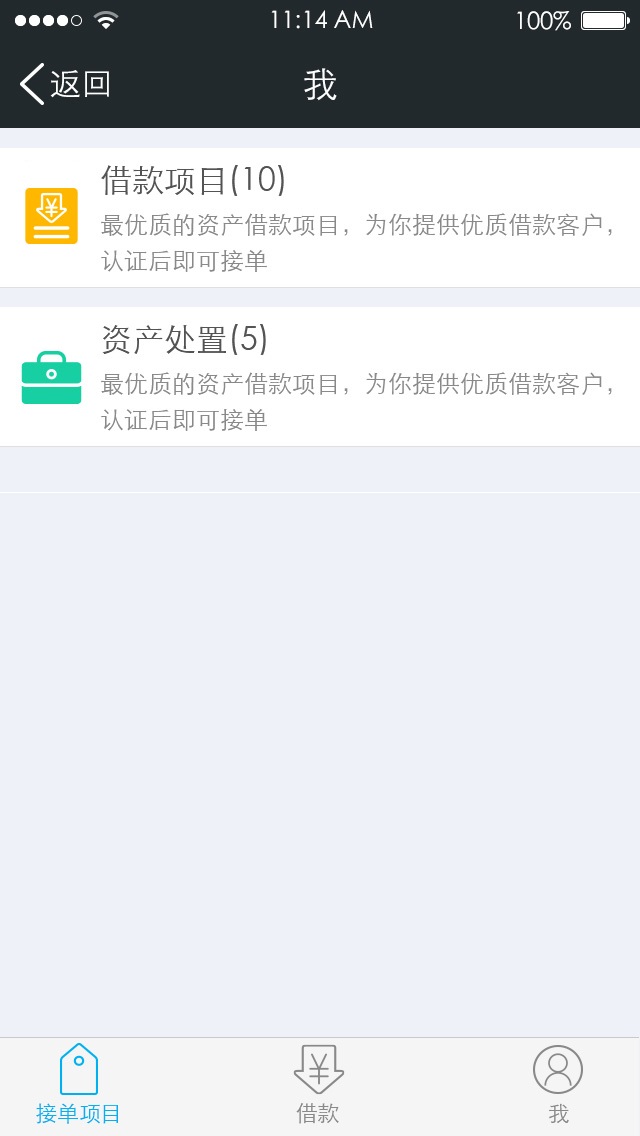 11:14 AM 100%
返回 我
借款项目(10)
最优质的资产借款项目，为你提供优质借款客户，
认证后即可接单
资产处置(5)
最优质的资产借款项目，为你提供优质借款客户，
认证后即可接单
接单项目 借款 我